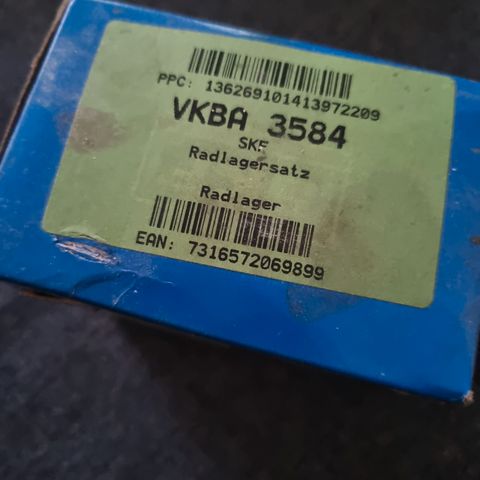 PPC: 136269101413972209
VKBA 3584
SKF
Radlagersatz
Radlager
EAN: 7316572069899